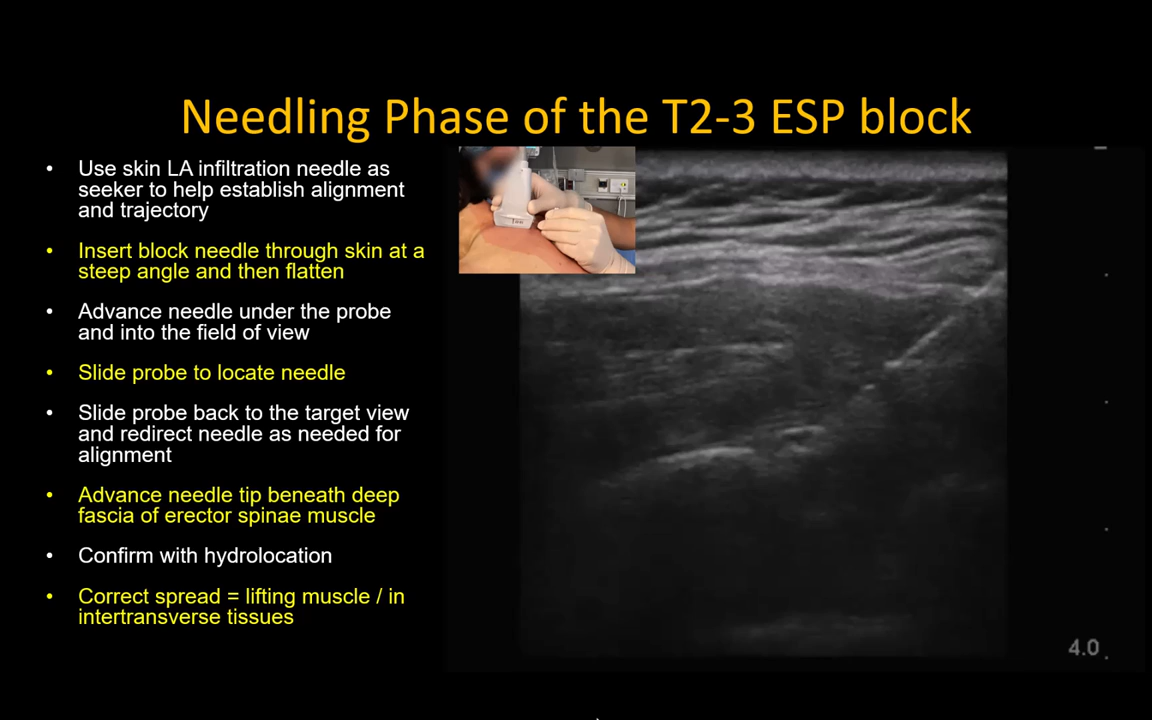 Needling Phase of the T2-3 ESP block
• Use skin LA infiltration needle as
seeker to help establish alignment
and trajectory
• Insert block needle through skin at a
steep angle and then flatten
• Advance needle under the probe
and into the field of view
• Slide probe to locate needle
• Slide probe back to the target view
and redirect needle as needed for
alignment
• Advance needle tip beneath deep
fascia of erector spinae muscle
• Confirm with hydrolocation
• Correct spread = lifting muscle / in
intertransverse tissues
4.0